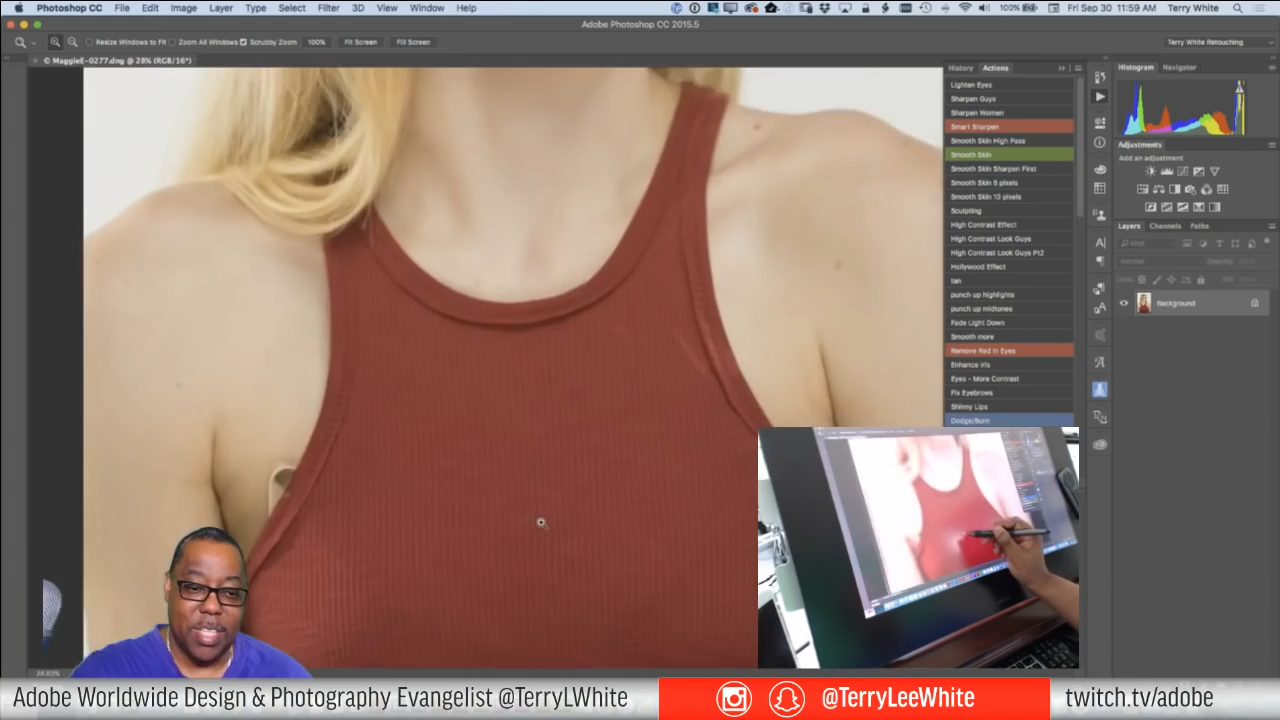 Photoshop CC File Edit Image Layer Type Select Filter 3D View Window Help
100% Fri Sep 30 11:59 AM Terry White
Adobe Photoshop CC 2015.5
Resize Windows to Fit Zoom All Windows Scrubby Zoom 100% Fit Screen Fill Screen Terry White Retouching
© MaggieE-0277.dng @ 28% (RGB/16*)
History Actions
Lighten Eyes
Sharpen Guys
Sharpen Women
Smart Sharpen
Smooth Skin High Pass
Smooth Skin
Smooth Skin Sharpen First
Smooth Skin 5 pixels
Smooth Skin 10 pixels
Sculpting
High Contrast Effect
High Contrast Look Guys
High Contrast Look Guys Pt2
Hollywood Effect
tan
punch up highlights
punch up midtones
Fade Light Down
Smooth more
Remove Red in Eyes
Enhance Iris
Eyes - More Contrast
Fix Eyebrows
Shinny Lips
Dodge/Burn
Histogram Navigator
Adjustments
Add an adjustment
Layers Channels Paths
Kind
Normal Opacity:
Lock:
Background
Adobe Worldwide Design & Photography Evangelist @TerryLWhite
@TerryLeeWhite
twitch.tv/adobe